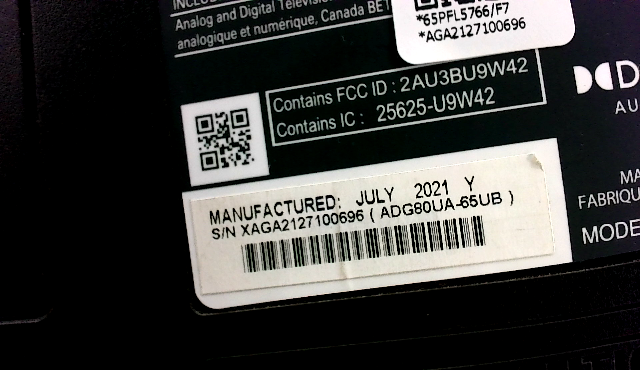 Analog and Digital Television
analogique et numérique, Canada BET
*65PFL5766/F7
*AGA2127100696
Contains FCC ID : 2AU3BU9W42
Contains IC : 25625-U9W42
MANUFACTURED: JULY 2021 Y
S/N XAGA2127100696 ( ADG60UA-65UB )
AU
MA
FABRIQU
MODE